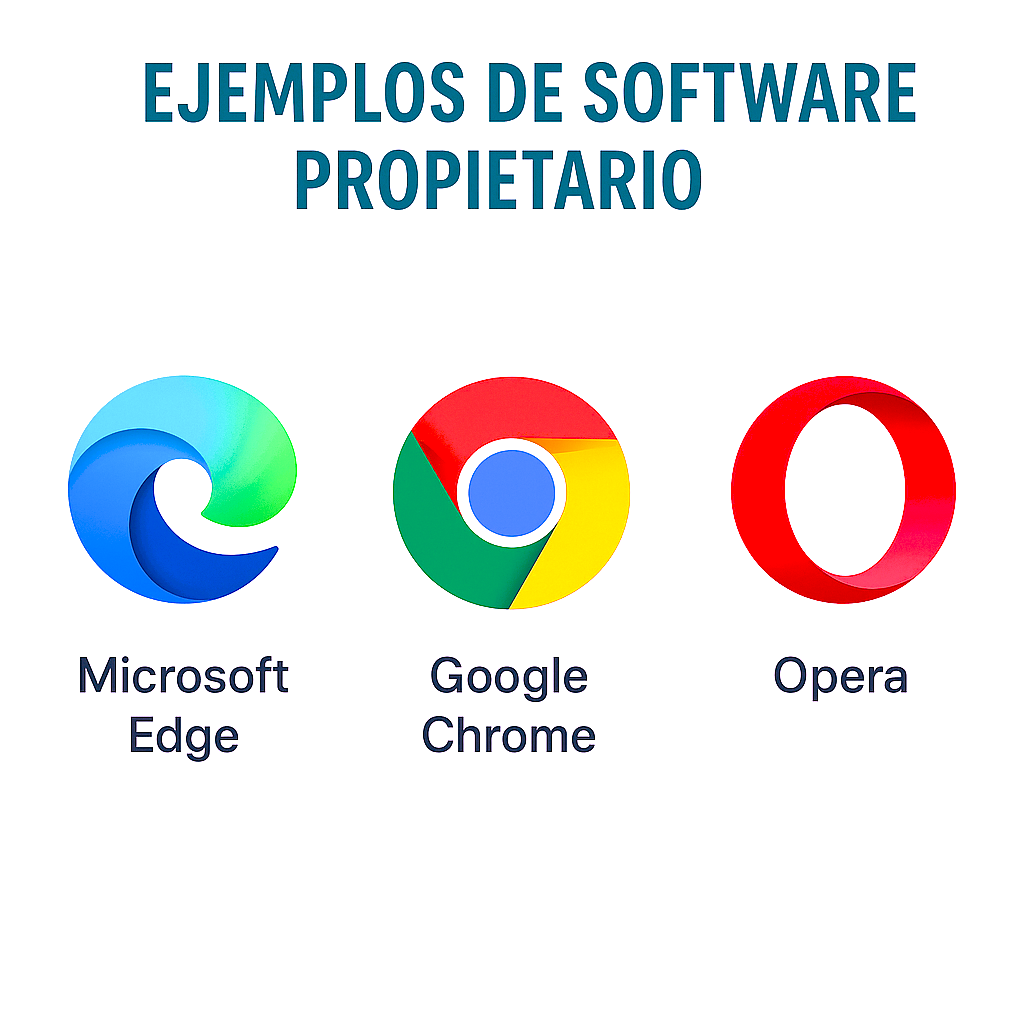 EJEMPLOS DE SOFTWARE
PROPIETARIO
Microsoft
Edge
Google
Chrome
Opera